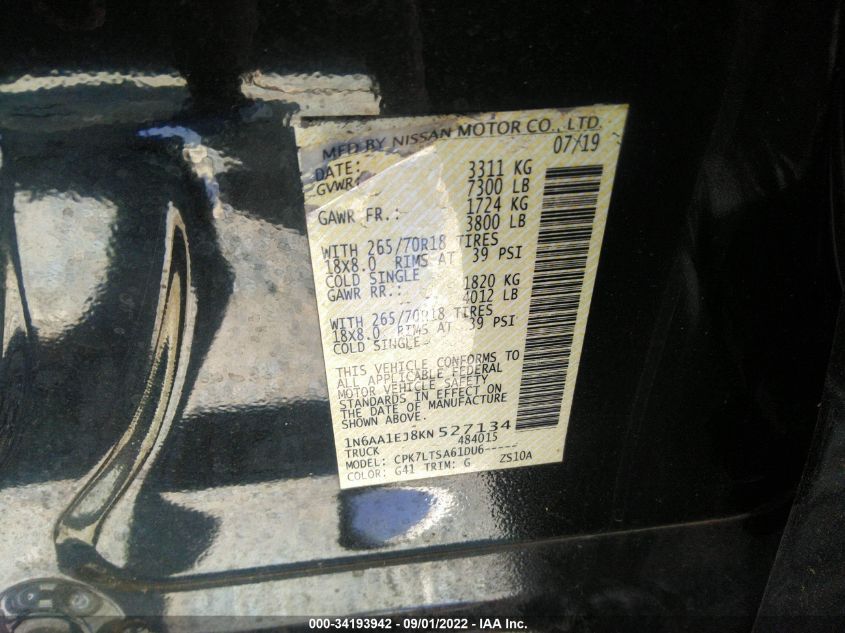 MFD BY NISSAN MOTOR CO., LTD.
DATE: 07/19
GVWR: 3311 KG
7300 LB
GAWR FR.: 1724 KG
3800 LB
WITH 265/70R18 TIRES
18X8.0 RIMS AT 39 PSI
COLD SINGLE
GAWR RR.: 1820 KG
4012 LB
WITH 265/70R18 TIRES
18X8.0 RIMS AT 39 PSI
COLD SINGLE
THIS VEHICLE CONFORMS TO
ALL APPLICABLE FEDERAL
MOTOR VEHICLE SAFETY
STANDARDS IN EFFECT ON
THE DATE OF MANUFACTURE
SHOWN ABOVE.
1N6AA1EJ8KN 527134
TRUCK 484015
MODEL: CPK7LTSA61DU6-----
COLOR: G41 TRIM: G ZS10A
000-34193942 - 09/01/2022 - IAA Inc.